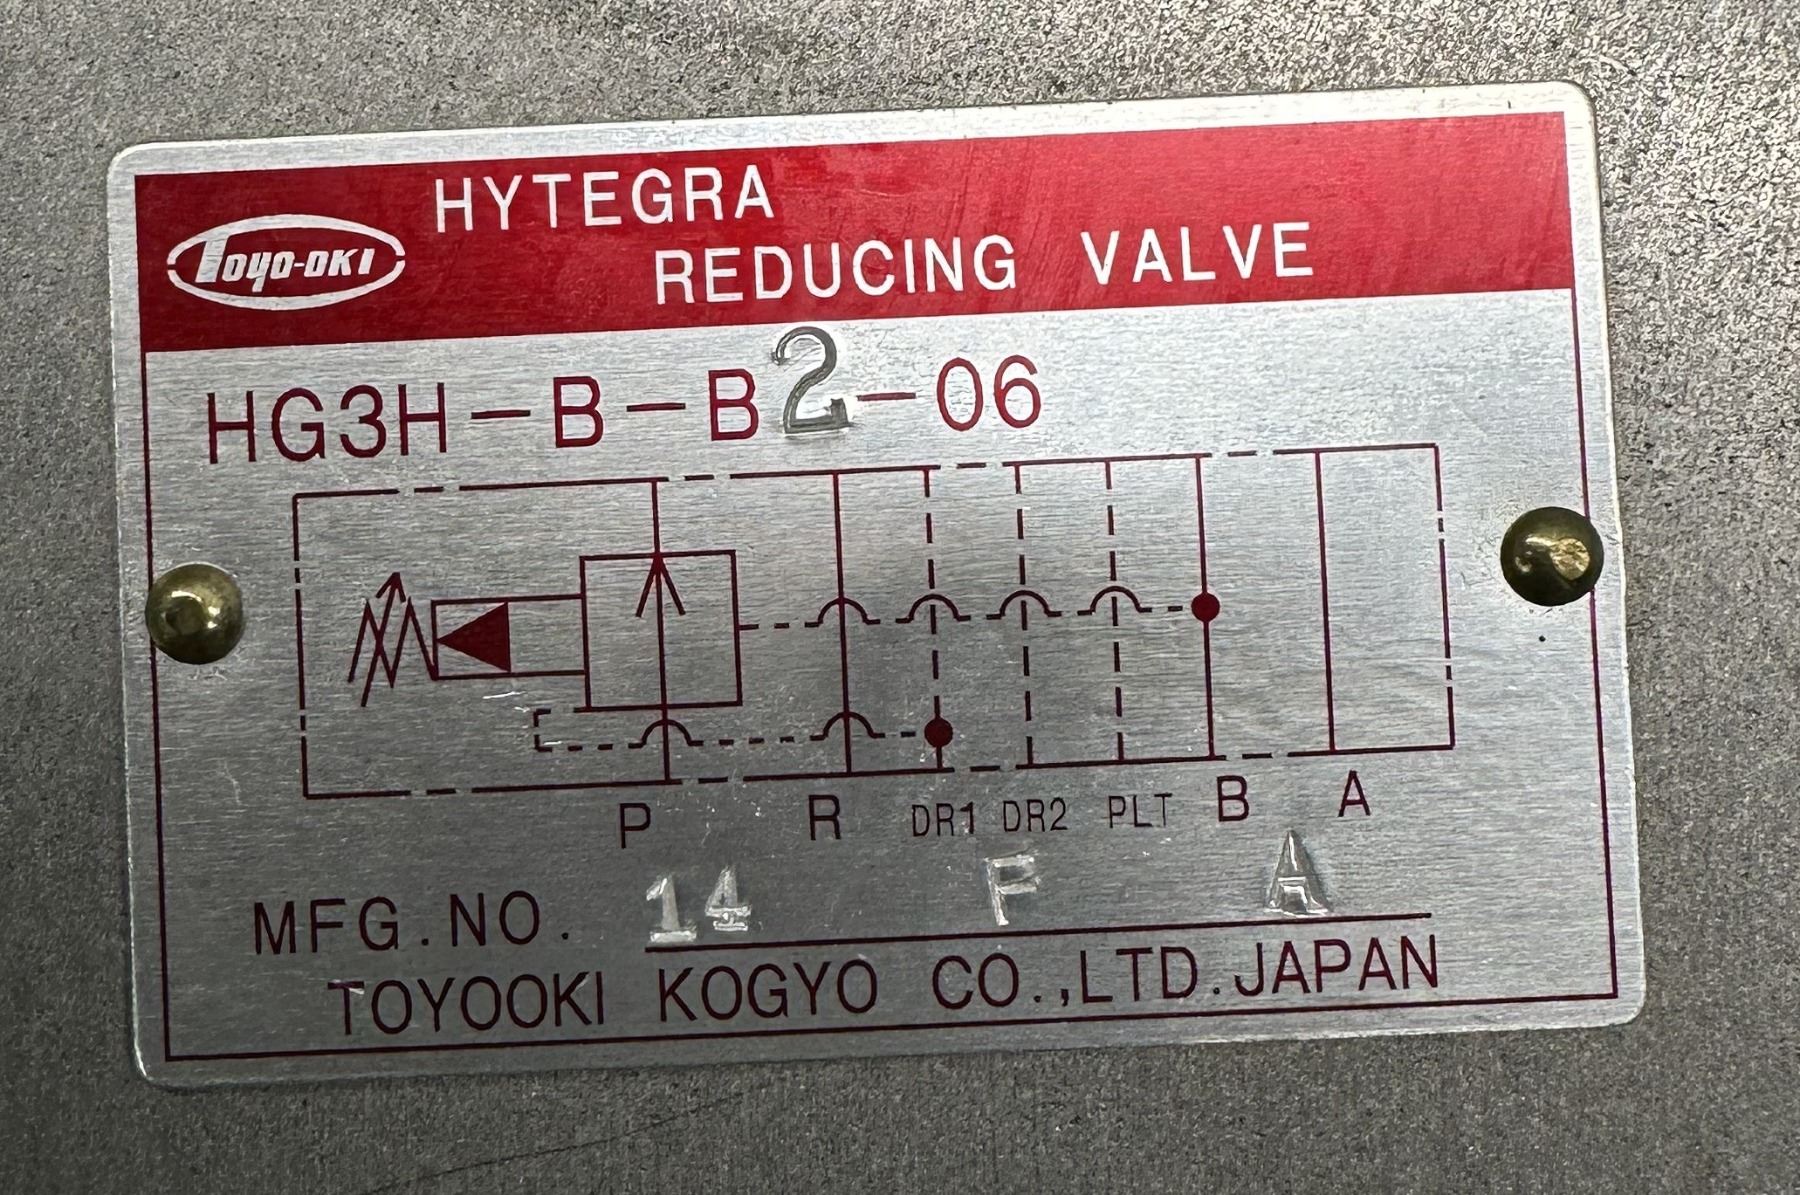 TOYO-OKI
HYTEGRA
REDUCING VALVE
HG3H-B-B2-06
P R DR1 DR2 PLT B A
MFG.NO. 14 F A
TOYOOKI KOGYO CO.,LTD.JAPAN